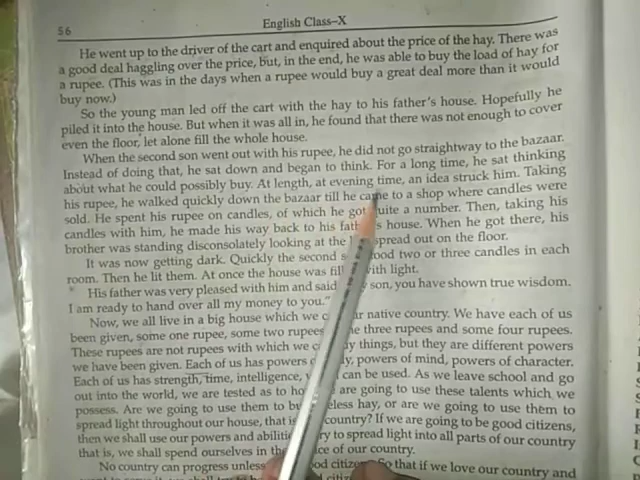 56
English Class–X
He went up to the driver of the cart and enquired about the price of the hay. There was
a good deal haggling over the price, but, in the end, he was able to buy the load of hay for
a rupee. (This was in the days when a rupee would buy a great deal more than it would
buy now.)
So the young man led off the cart with the hay to his father's house. Hopefully he
piled it into the house. But when it was all in, he found that there was not enough to cover
even the floor, let alone fill the whole house.
When the second son went out with his rupee, he did not go straightway to the bazaar.
Instead of doing that, he sat down and began to think. For a long time, he sat thinking
about what he could possibly buy. At length, at evening time, an idea struck him. Taking
his rupee, he walked quickly down the bazaar till he came to a shop where candles were
sold. He spent his rupee on candles, of which he got quite a number. Then, taking his
candles with him, he made his way back to his house. When he got there, his
brother was standing disconsolately looking at the spread out on the floor.
It was now getting dark. Quickly the second two or three candles in each
room. Then he lit them. At once the house was with light.
His father was very pleased with him and said son, you have shown true wisdom.
I am ready to hand over all my money to you."
Now, we all live in a big house which we native country. We have each of us
been given, some one rupee, some two rupees three rupees and some four rupees.
These rupees are not rupees with which we things, but they are different powers
we have been given. Each of us has powers powers of mind, powers of character.
Each of us has strength, time, intelligence, can be used. As we leave school and go
out into the world, we are tested as to are going to use these talents which we
possess. Are we going to use them to hay, or are we going to use them to
spread light throughout our house, that country? If we are going to be good citizens,
then we shall use our powers and to spread light into all parts of our country
that is, we shall spend ourselves in of our country.
No country can progress So that if we love our country and